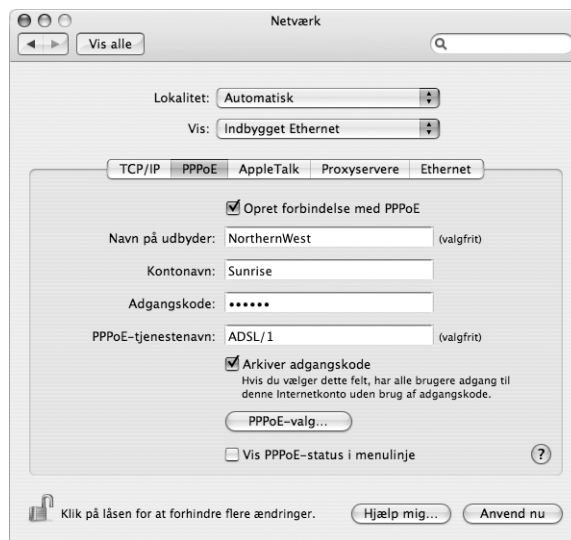 Netværk
Vis alle
Lokalitet: Automatisk
Vis: Indbygget Ethernet
TCP/IP PPPoE AppleTalk Proxyservere Ethernet
Opret forbindelse med PPPoE
Navn på udbyder: NorthernWest (valgfrit)
Kontonavn: Sunrise
Adgangskode: ••••••
PPPoE-tjenestenavn: ADSL/1 (valgfrit)
Arkiver adgangskode
Hvis du vælger dette felt, har alle brugere adgang til
denne Internetkonto uden brug af adgangskode.
PPPoE-valg...
Vis PPPoE-status i menulinje ?
Klik på låsen for at forhindre flere ændringer. Hjælp mig... Anvend nu